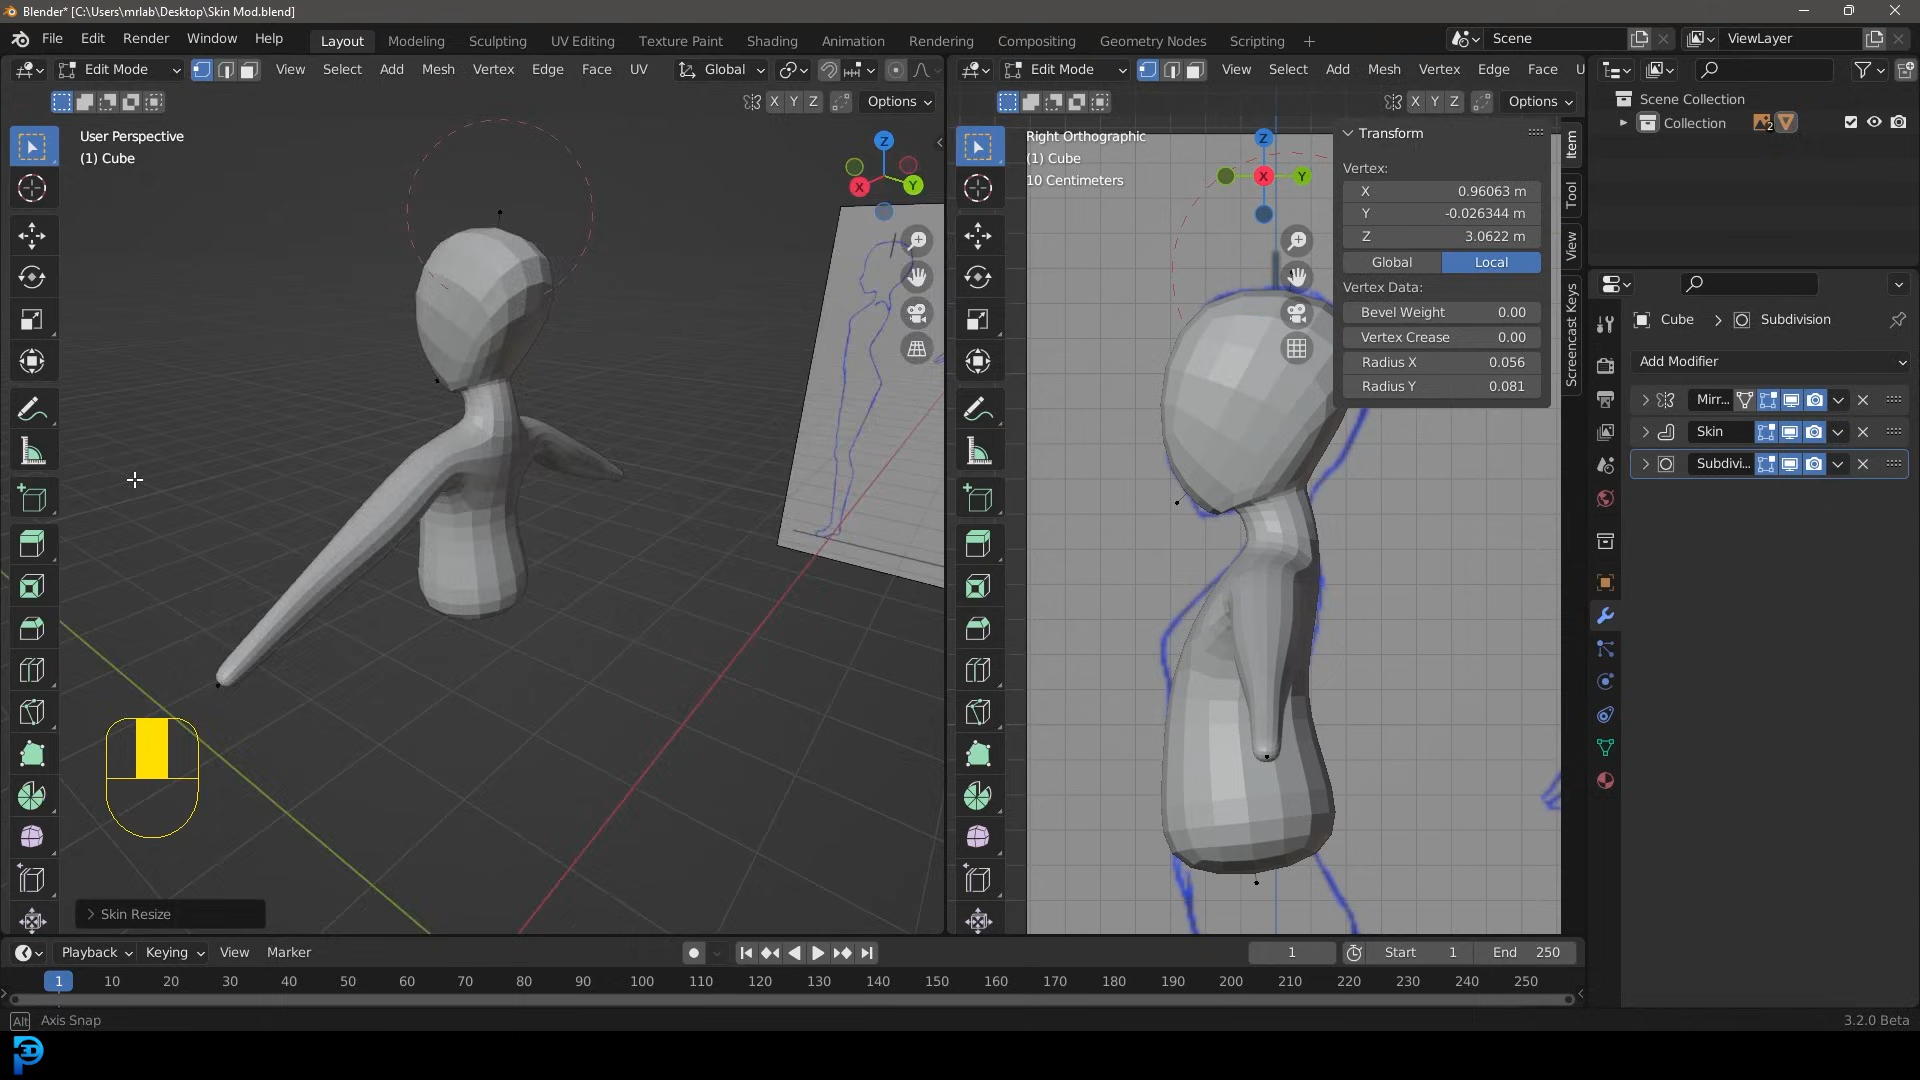 Blender* [C:\Users\mrlab\Desktop\Skin Mod.blend]
File Edit Render Window Help
Layout Modeling Sculpting UV Editing Texture Paint Shading Animation Rendering Compositing Geometry Nodes Scripting +
Scene
ViewLayer
Edit Mode View Select Add Mesh Vertex Edge Face UV Global
Edit Mode View Select Add Mesh Vertex Edge Face U
X Y Z Options
X Y Z Options
User Perspective
(1) Cube
Z
X
Y
Right Orthographic
(1) Cube
10 Centimeters
Z
X
Y
Transform
Vertex:
X 0.96063 m
Y -0.026344 m
Z 3.0622 m
Global Local
Vertex Data:
Bevel Weight 0.00
Vertex Crease 0.00
Radius X 0.056
Radius Y 0.081
Item
Tool
View
Screencast Keys
Scene Collection
Collection 2
Cube > Subdivision
Add Modifier
Mirr...
Skin
Subdivi...
> Skin Resize
Playback Keying View Marker
1 Start 1 End 250
1 10 20 30 40 50 60 70 80 90 100 110 120 130 140 150 160 170 180 190 200 210 220 230 240 250
Alt Axis Snap
3.2.0 Beta
3D